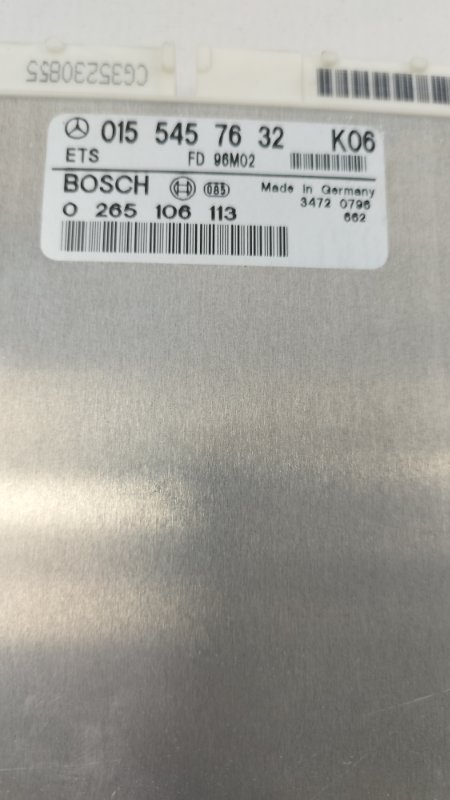 CG35230855
015 545 76 32 K06
ETS FD 96M02
BOSCH 085 Made in Germany
0 265 106 113 3472 0796
662